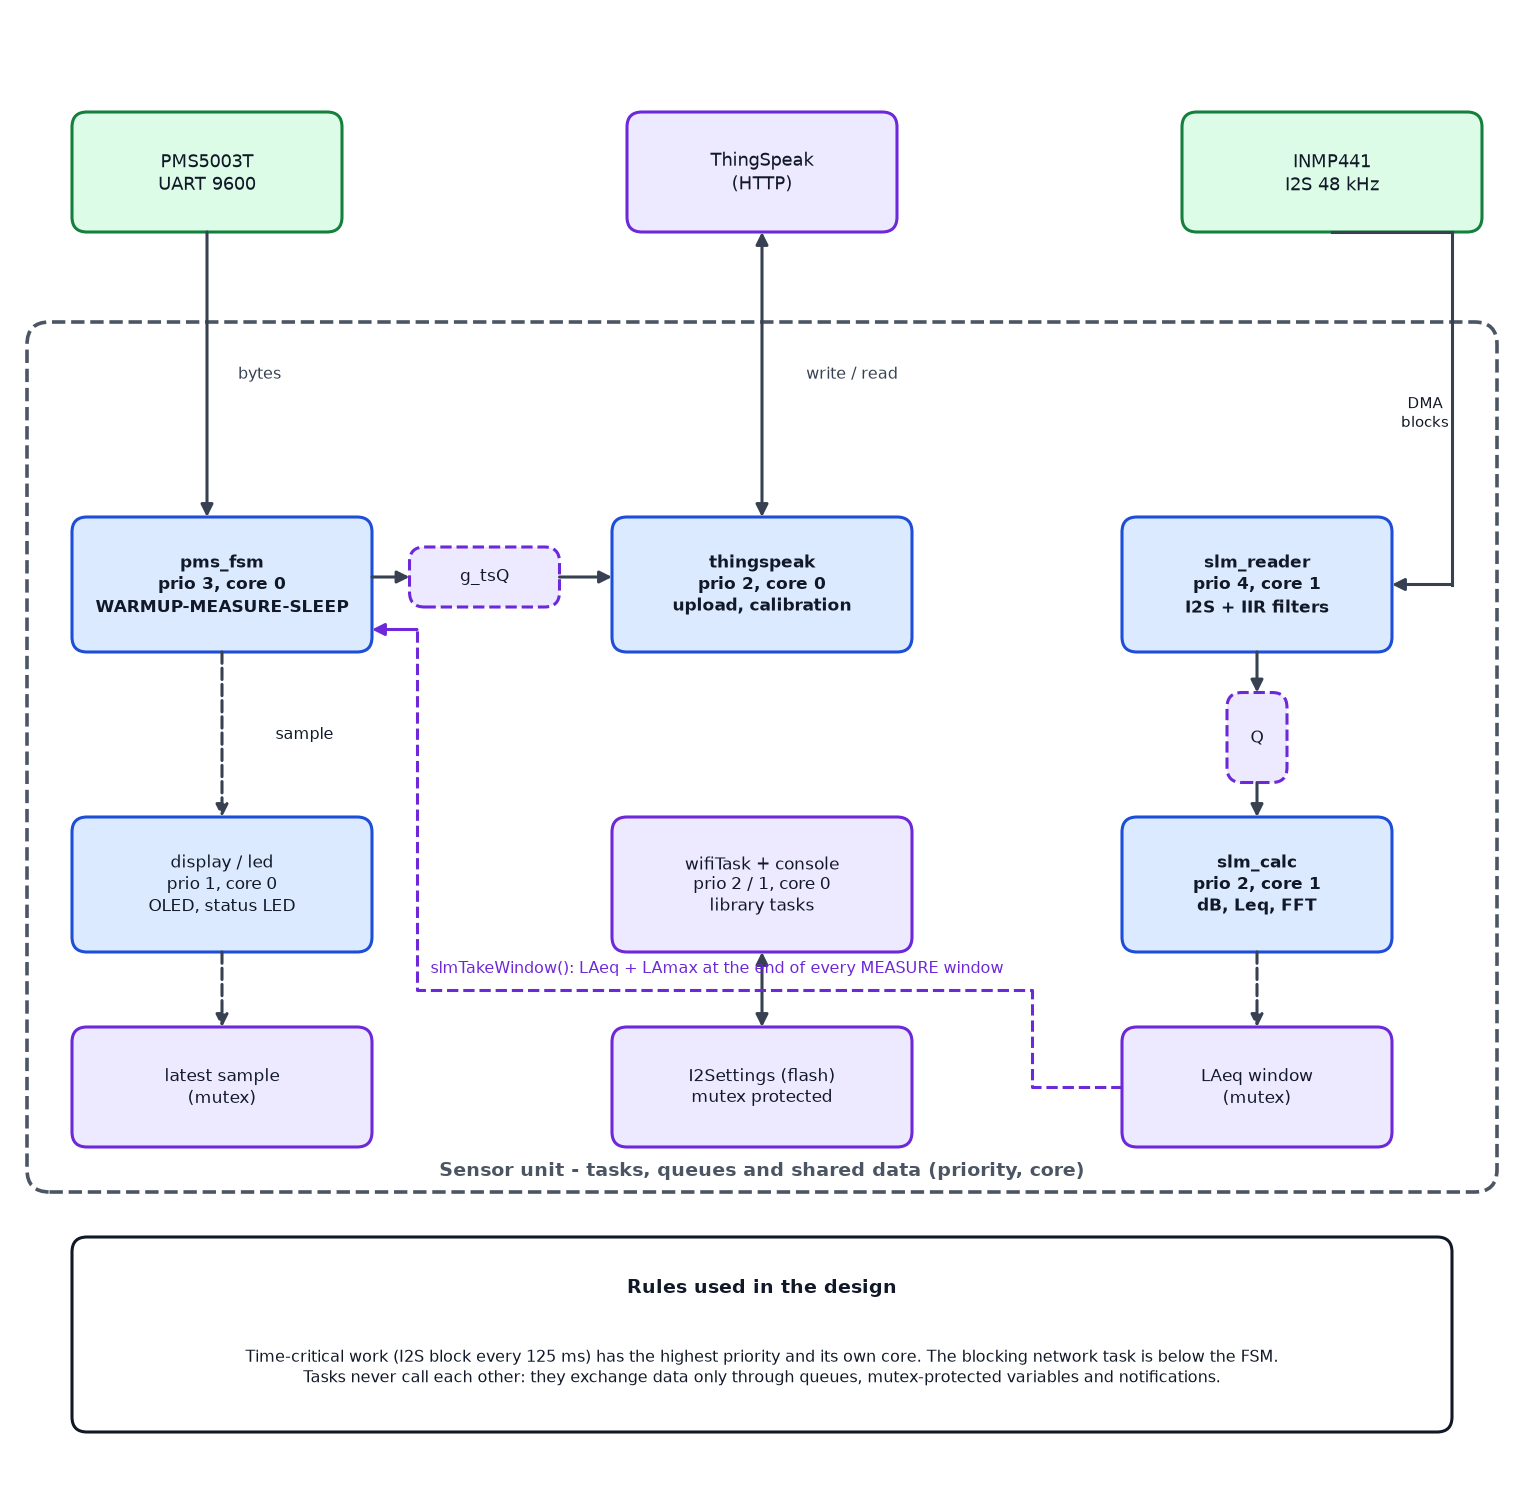 PMS5003T
UART 9600
ThingSpeak
(HTTP)
INMP441
I2S 48 kHz
bytes
write / read
DMA
blocks
pms_fsm
prio 3, core 0
WARMUP-MEASURE-SLEEP
g_tsQ
thingspeak
prio 2, core 0
upload, calibration
slm_reader
prio 4, core 1
I2S + IIR filters
sample
Q
display / led
prio 1, core 0
OLED, status LED
wifiTask + console
prio 2 / 1, core 0
library tasks
slm_calc
prio 2, core 1
dB, Leq, FFT
slmTakeWindow(): LAeq + LAmax at the end of every MEASURE window
latest sample
(mutex)
I2Settings (flash)
mutex protected
LAeq window
(mutex)
Sensor unit - tasks, queues and shared data (priority, core)
Rules used in the design
Time-critical work (I2S block every 125 ms) has the highest priority and its own core. The blocking network task is below the FSM.
Tasks never call each other: they exchange data only through queues, mutex-protected variables and notifications.